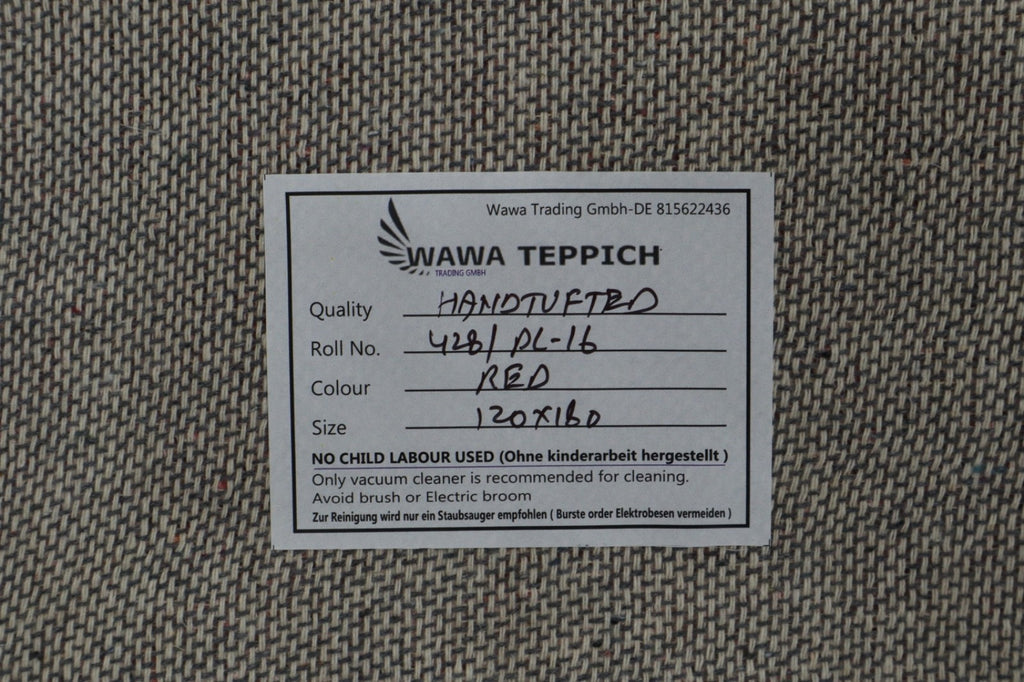 Wawa Trading Gmbh-DE 815622436
WAWA TEPPICH
TRADING GMBH
Quality HANDTUFTED
Roll No. 428/ DL-16
Colour RED
Size 120X180
NO CHILD LABOUR USED (Ohne kinderarbeit hergestellt )
Only vacuum cleaner is recommended for cleaning.
Avoid brush or Electric broom
Zur Reinigung wird nur ein Staubsauger empfohlen ( Burste order Elektrobesen vermeiden )